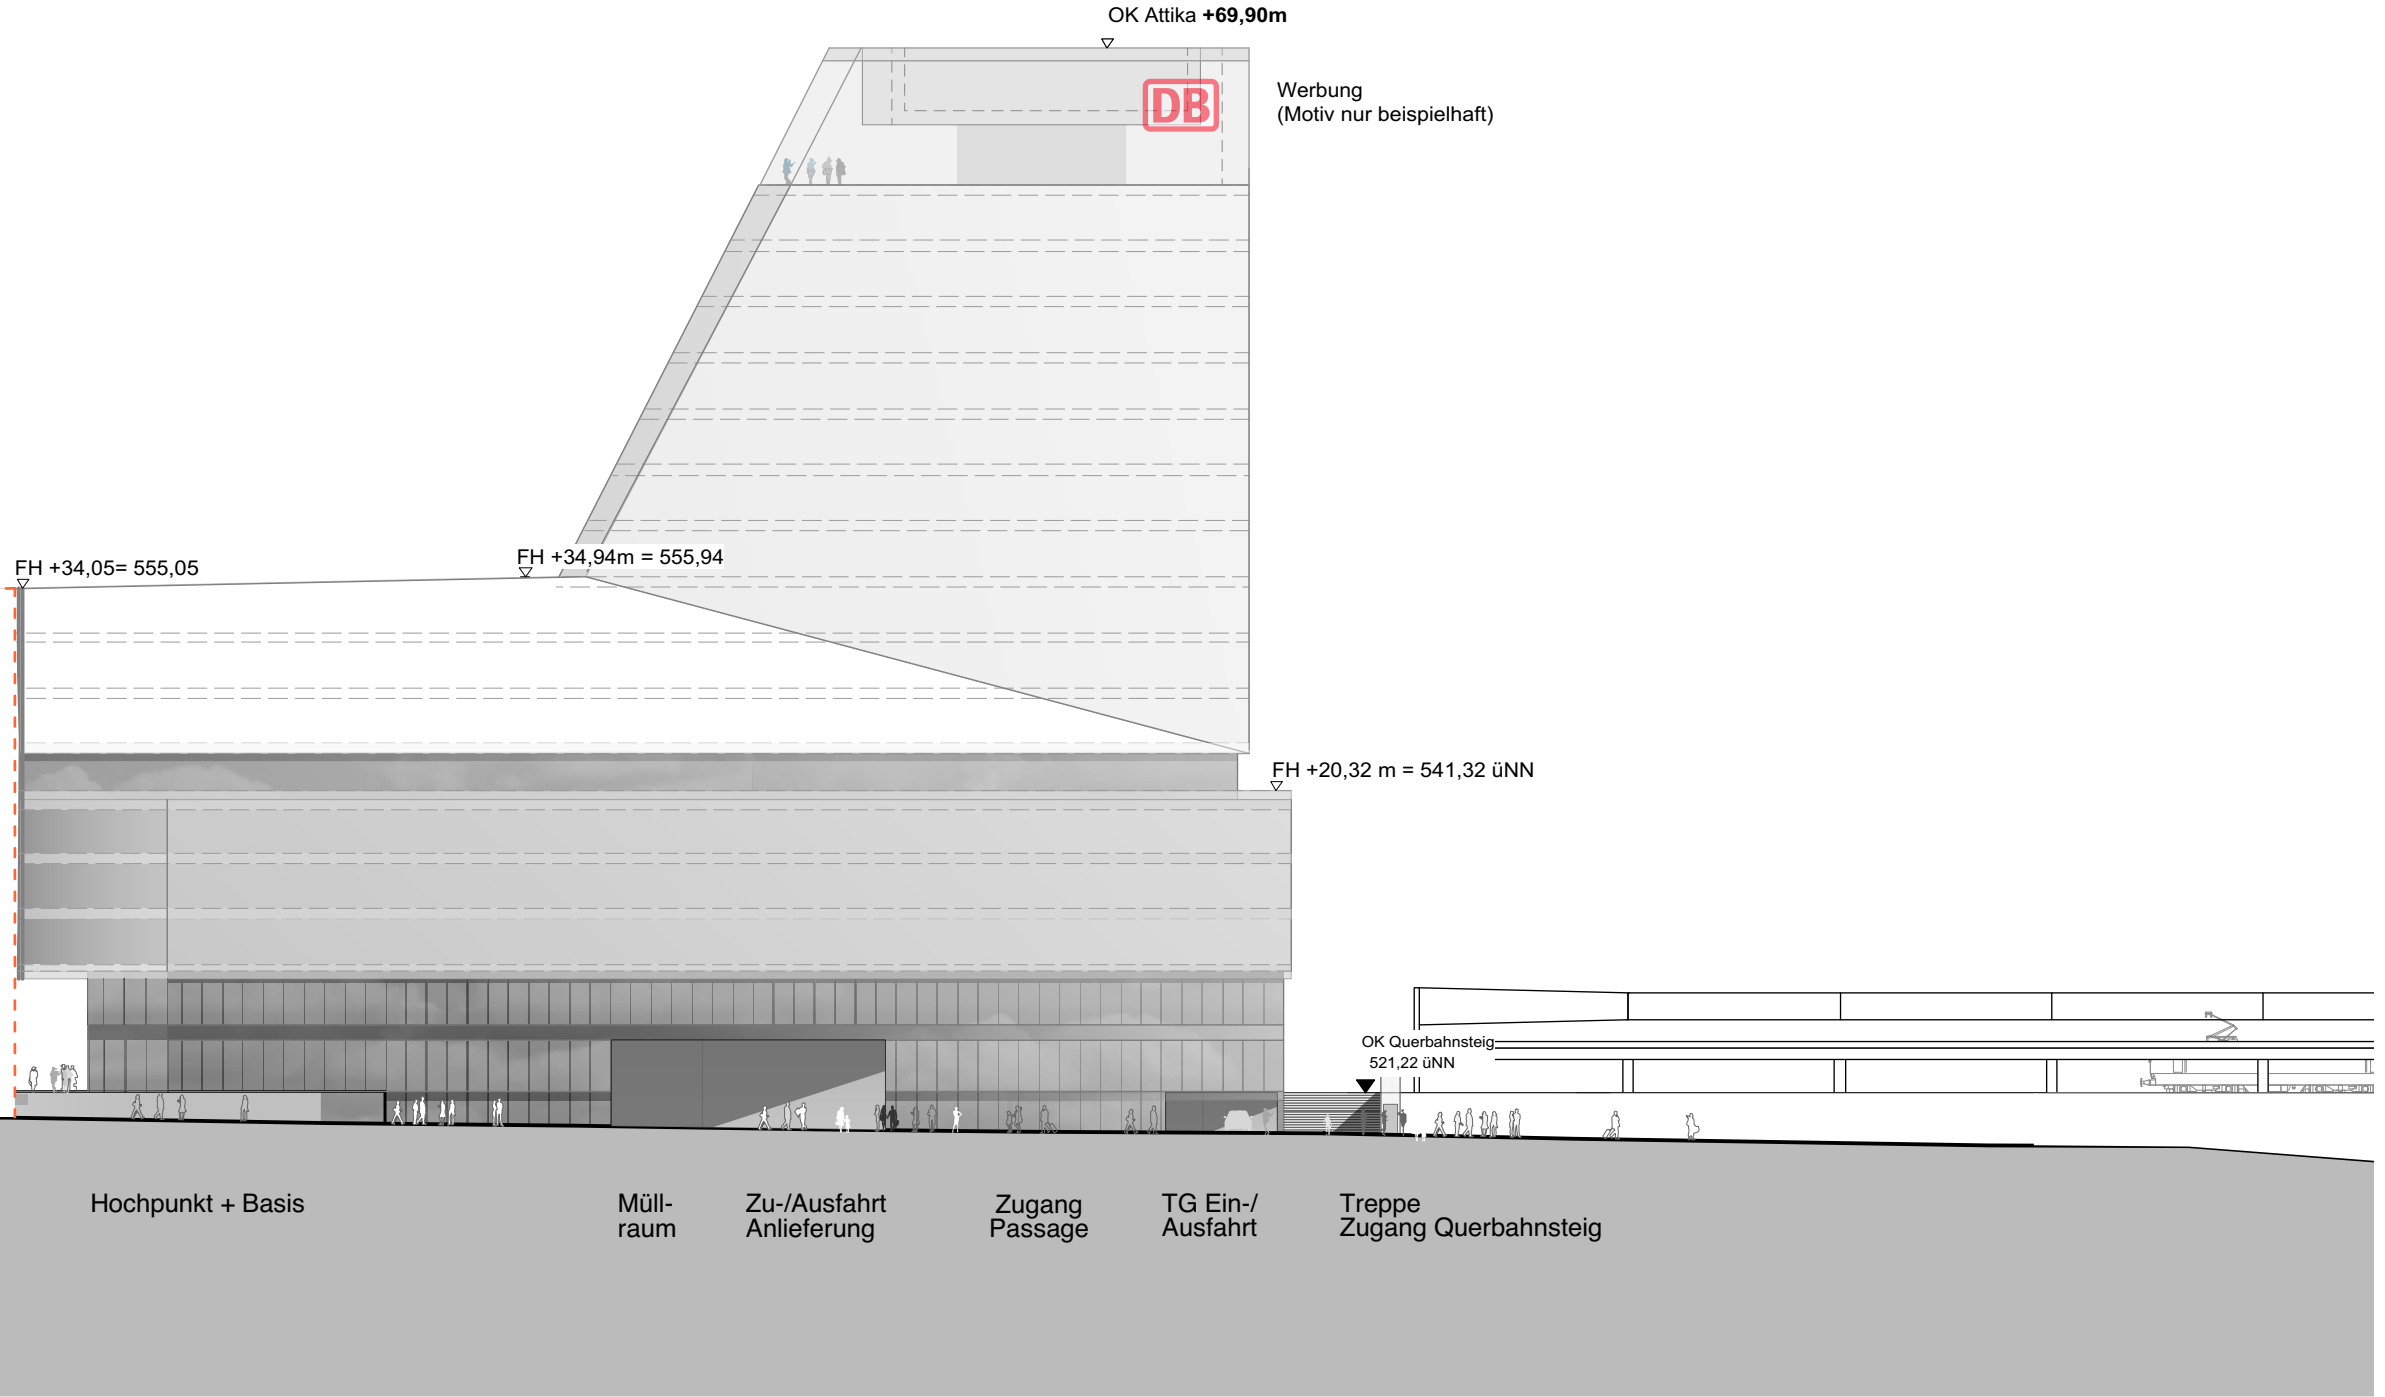 OK Attika +69,90m
DB
Werbung
(Motiv nur beispielhaft)
FH +34,05= 555,05
FH +34,94m = 555,94
FH +20,32 m = 541,32 üNN
OK Querbahnsteig
521,22 üNN
Hochpunkt + Basis
Müll-
raum
Zu-/Ausfahrt
Anlieferung
Zugang
Passage
TG Ein-/
Ausfahrt
Treppe
Zugang Querbahnsteig